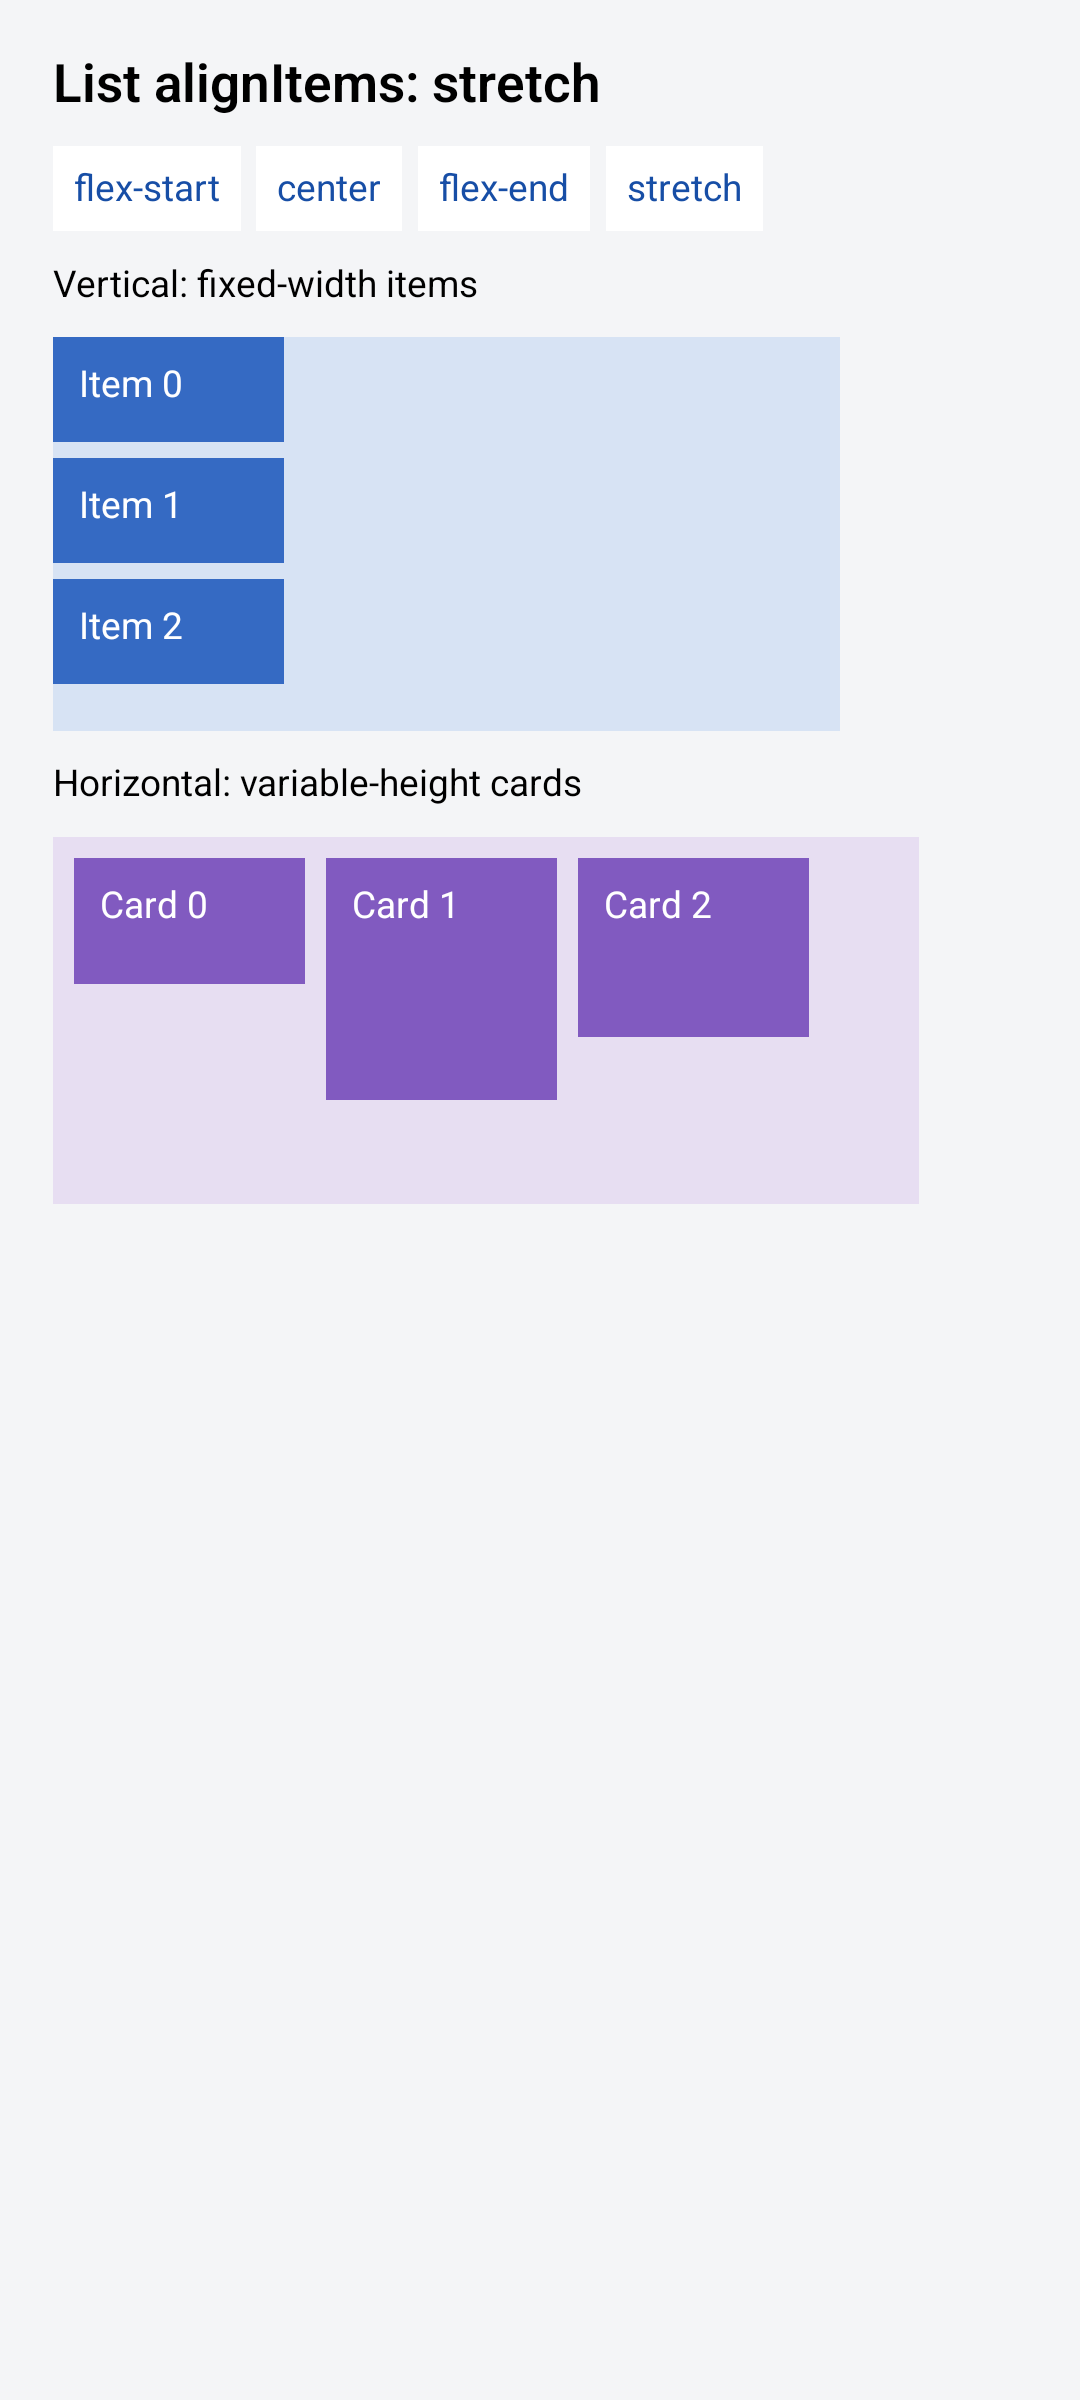 List alignItems: stretch
flex-start center flex-end stretch
Vertical: fixed-width items
Item 0
Item 1
Item 2
Horizontal: variable-height cards
Card 0 Card 1 Card 2